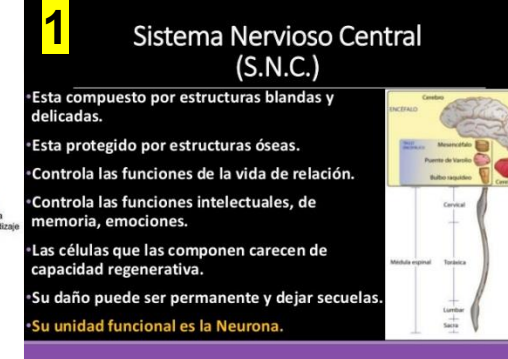 1
Sistema Nervioso Central
(S.N.C.)
•Esta compuesto por estructuras blandas y
delicadas.
•Esta protegido por estructuras óseas.
•Controla las funciones de la vida de relación.
•Controla las funciones intelectuales, de
memoria, emociones.
•Las células que las componen carecen de
capacidad regenerativa.
•Su daño puede ser permanente y dejar secuelas.
•Su unidad funcional es la Neurona.
Cerebro
ENCÉFALO
Mesencéfalo
Puente de Varolio
Bulbo raquídeo
Cervical
Médula espinal
Toracica
Lumbar
Sacra